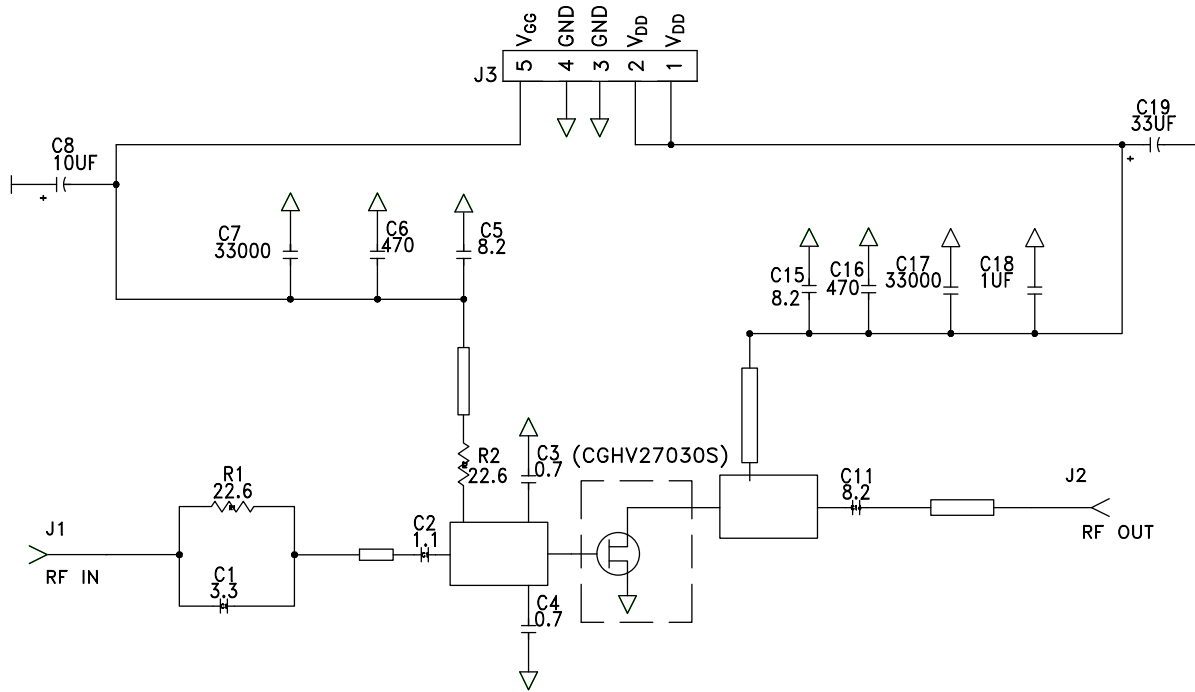 VGG
GND
GND
VDD
VDD
J3
5
4
3
2
1
C8
10UF
+
C19
33UF
+
C7
33000
C6
470
C5
8.2
C15
8.2
C16
470
C17
33000
C18
1UF
R2
22.6
C3
0.7
(CGHV27030S)
R1
22.6
C11
8.2
J2
RF OUT
J1
RF IN
C2
1.1
C1
3.3
C4
0.7